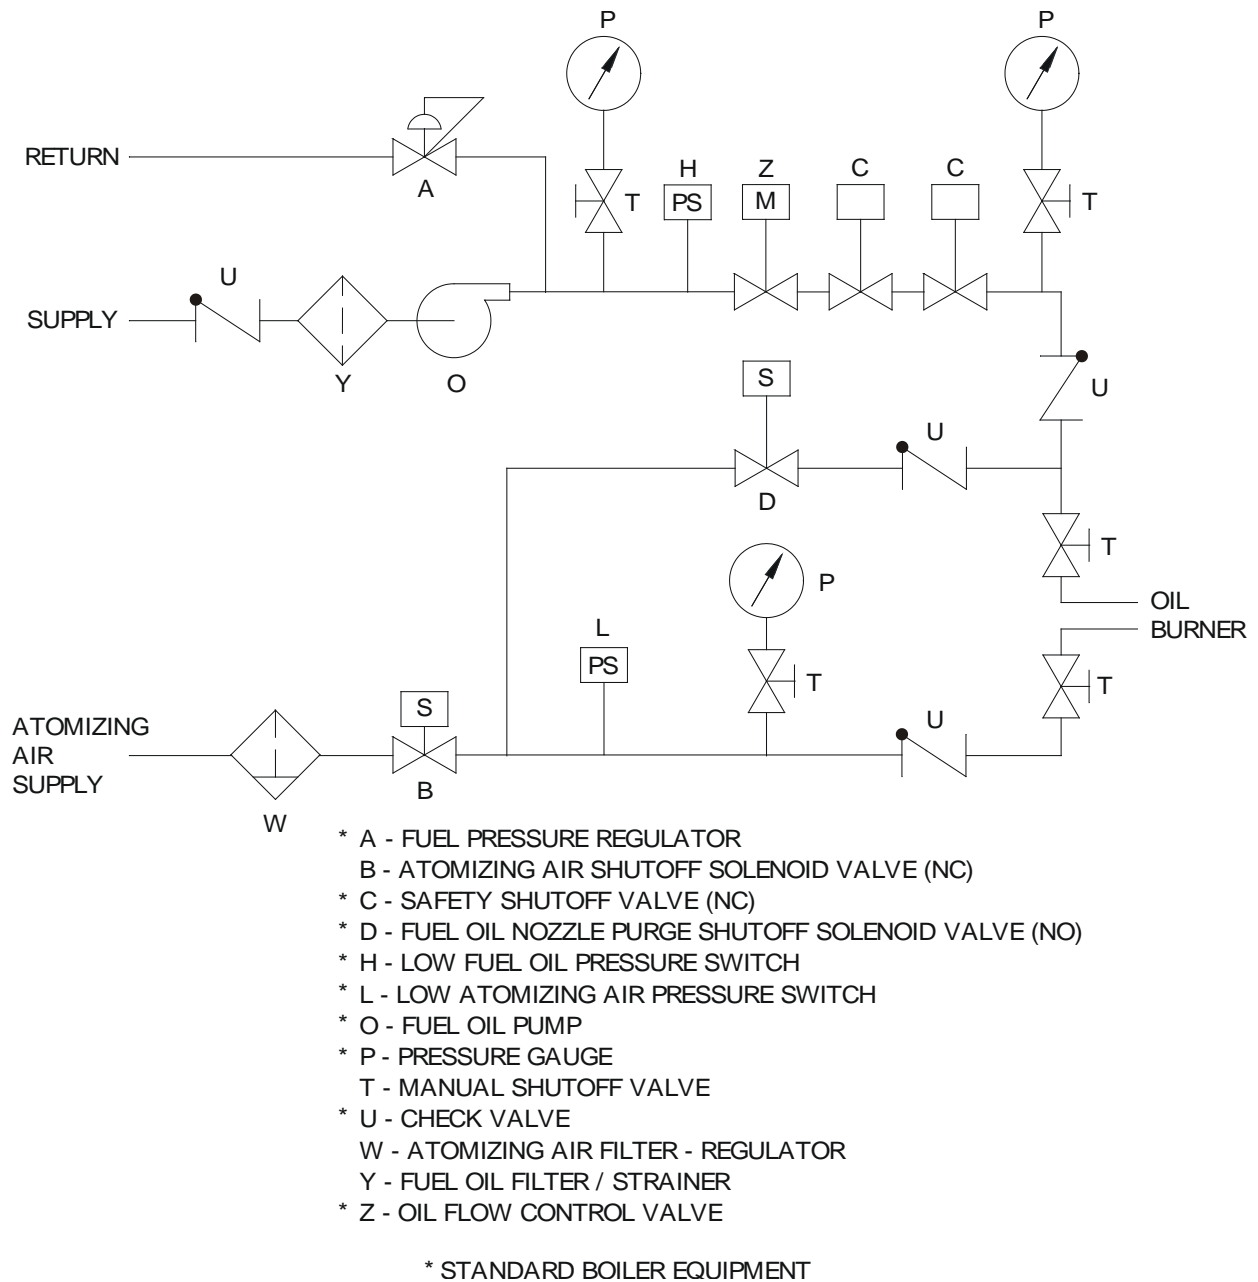 P
P
RETURN
A
T
H
PS
Z
M
C
C
T
SUPPLY
U
Y
O
U
S
D
U
T
P
OIL
BURNER
L
PS
T
T
ATOMIZING
AIR
SUPPLY
W
S
B
U
* A - FUEL PRESSURE REGULATOR
B - ATOMIZING AIR SHUTOFF SOLENOID VALVE (NC)
* C - SAFETY SHUTOFF VALVE (NC)
* D - FUEL OIL NOZZLE PURGE SHUTOFF SOLENOID VALVE (NO)
* H - LOW FUEL OIL PRESSURE SWITCH
* L - LOW ATOMIZING AIR PRESSURE SWITCH
* O - FUEL OIL PUMP
* P - PRESSURE GAUGE
T - MANUAL SHUTOFF VALVE
* U - CHECK VALVE
W - ATOMIZING AIR FILTER - REGULATOR
Y - FUEL OIL FILTER / STRAINER
* Z - OIL FLOW CONTROL VALVE
* STANDARD BOILER EQUIPMENT